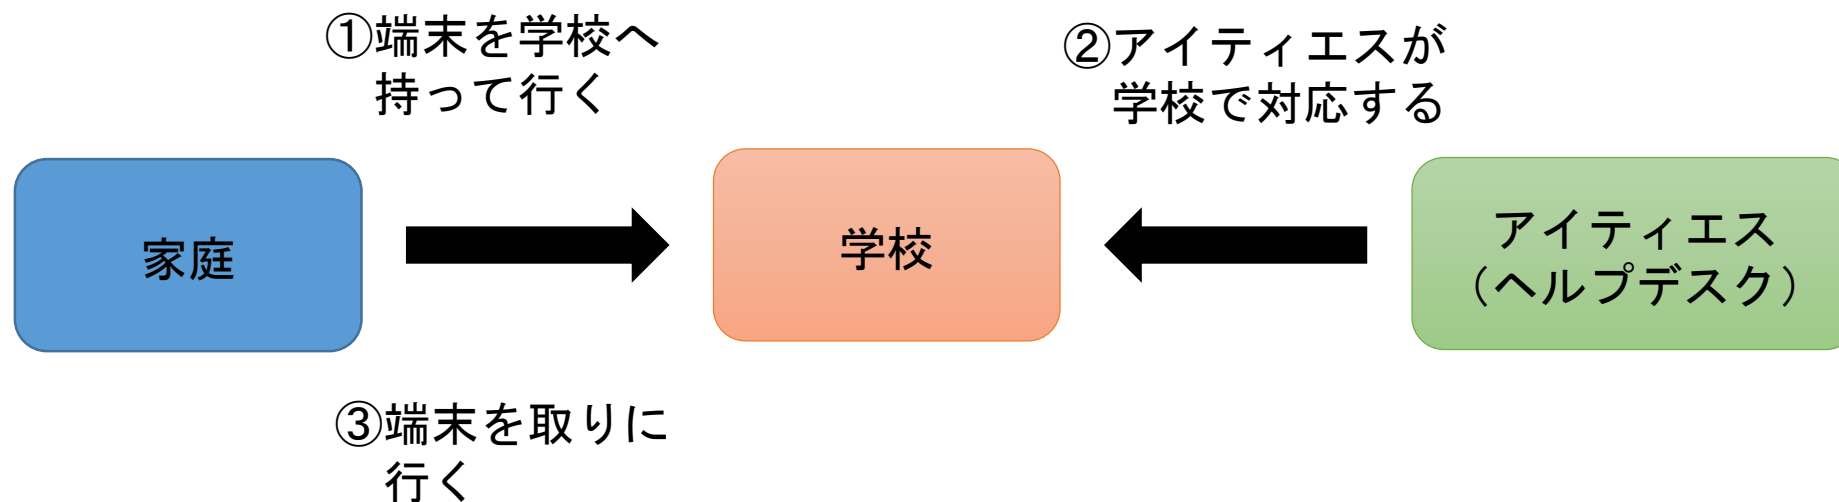 ①端末を学校へ
持って行く
②アイティエスが
学校で対応する
家庭
学校
アイティエス
（ヘルプデスク）
③端末を取りに
行く